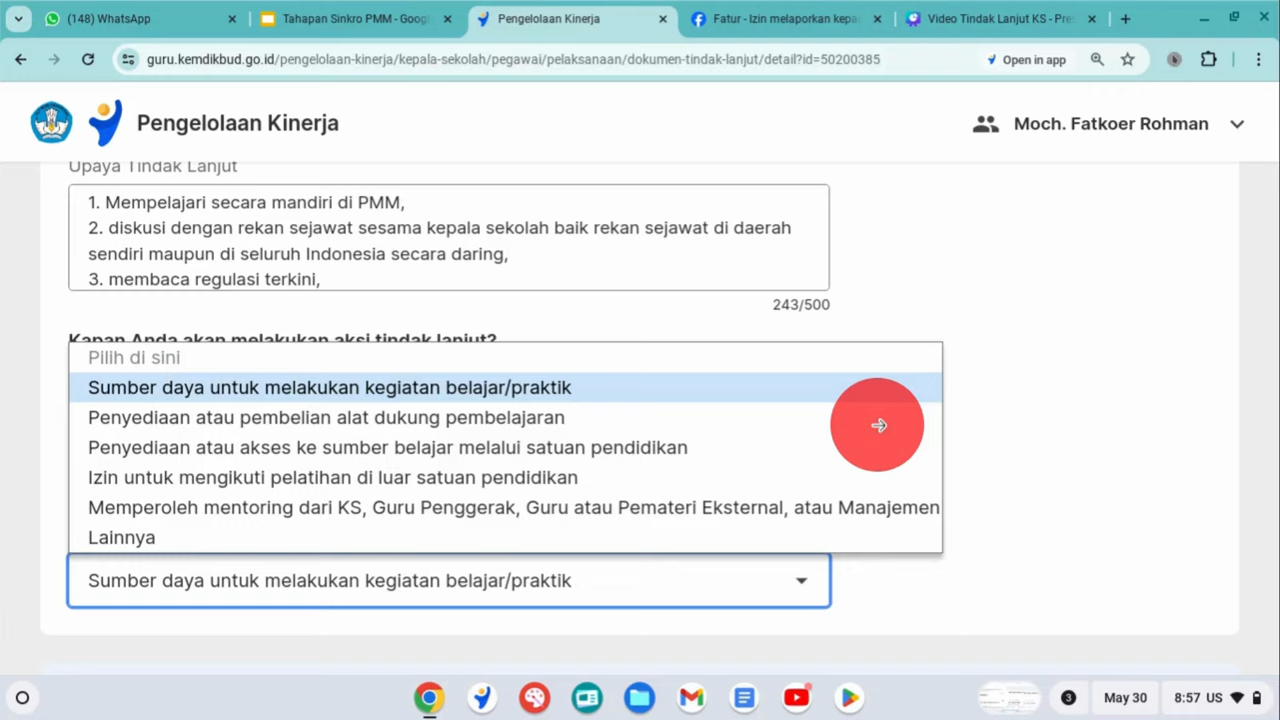 (148) WhatsApp
Tahapan Sinkro PMM - Googl
Pengelolaan Kinerja
Fatur - Izin melaporkan kepa
Video Tindak Lanjut KS - Pre
guru.kemdikbud.go.id/pengelolaan-kinerja/kepala-sekolah/pegawai/pelaksanaan/dokumen-tindak-lanjut/detail?id=50200385
Open in app
Pengelolaan Kinerja
Moch. Fatkoer Rohman
Upaya Tindak Lanjut
1. Mempelajari secara mandiri di PMM,
2. diskusi dengan rekan sejawat sesama kepala sekolah baik rekan sejawat di daerah
sendiri maupun di seluruh Indonesia secara daring,
3. membaca regulasi terkini,
243/500
Kapan Anda akan melakukan aksi tindak lanjut?
Pilih di sini
Sumber daya untuk melakukan kegiatan belajar/praktik
Penyediaan atau pembelian alat dukung pembelajaran
Penyediaan atau akses ke sumber belajar melalui satuan pendidikan
Izin untuk mengikuti pelatihan di luar satuan pendidikan
Memperoleh mentoring dari KS, Guru Penggerak, Guru atau Pemateri Eksternal, atau Manajemen
Lainnya
Sumber daya untuk melakukan kegiatan belajar/praktik
3
May 30
8:57 US